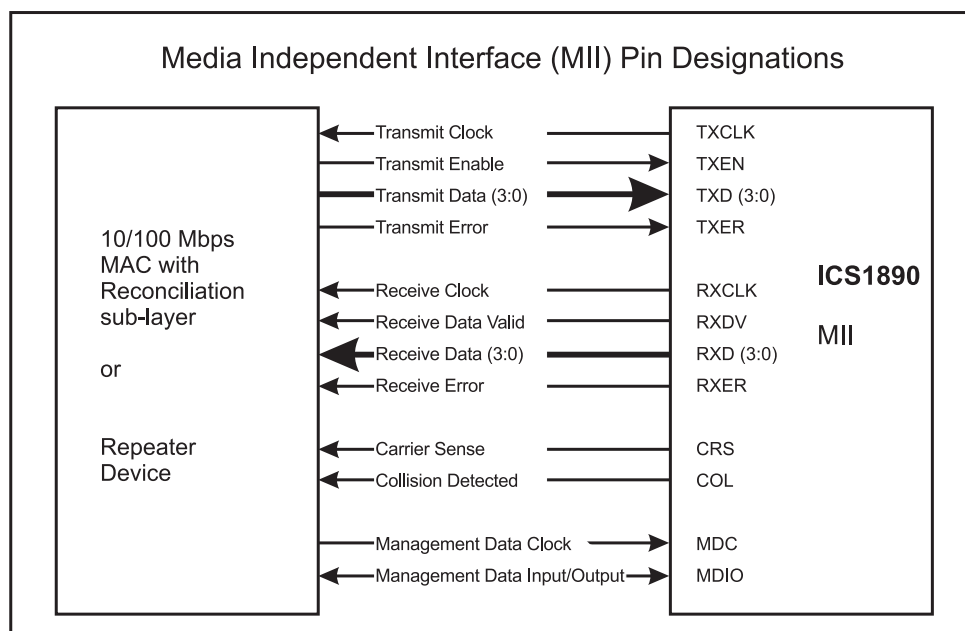 Media Independent Interface (MII) Pin Designations
10/100 Mbps
MAC with
Reconciliation
sub-layer
or
Repeater
Device
Transmit Clock
Transmit Enable
Transmit Data (3:0)
Transmit Error
Receive Clock
Receive Data Valid
Receive Data (3:0)
Receive Error
Carrier Sense
Collision Detected
Management Data Clock
Management Data Input/Output
TXCLK
TXEN
TXD (3:0)
TXER
RXCLK
RXDV
RXD (3:0)
RXER
CRS
COL
MDC
MDIO
ICS1890
MII